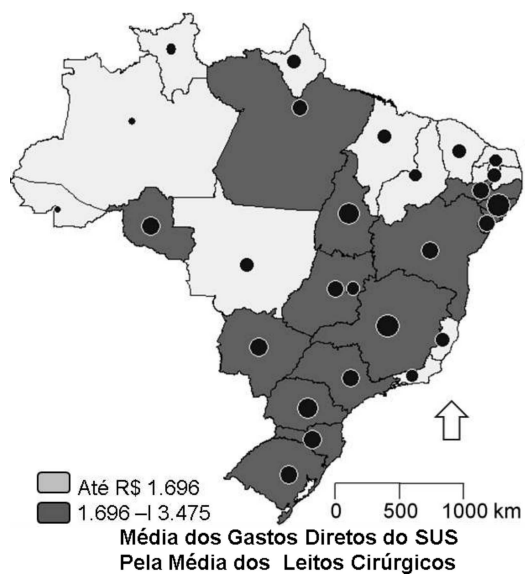 Até R$ 1.696
1.696 –I 3.475
0 500 1000 km
Média dos Gastos Diretos do SUS
Pela Média dos Leitos Cirúrgicos